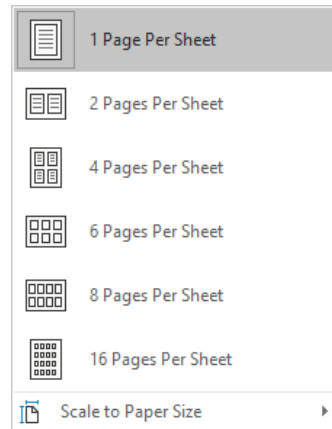 1 Page Per Sheet
2 Pages Per Sheet
4 Pages Per Sheet
6 Pages Per Sheet
8 Pages Per Sheet
16 Pages Per Sheet
Scale to Paper Size